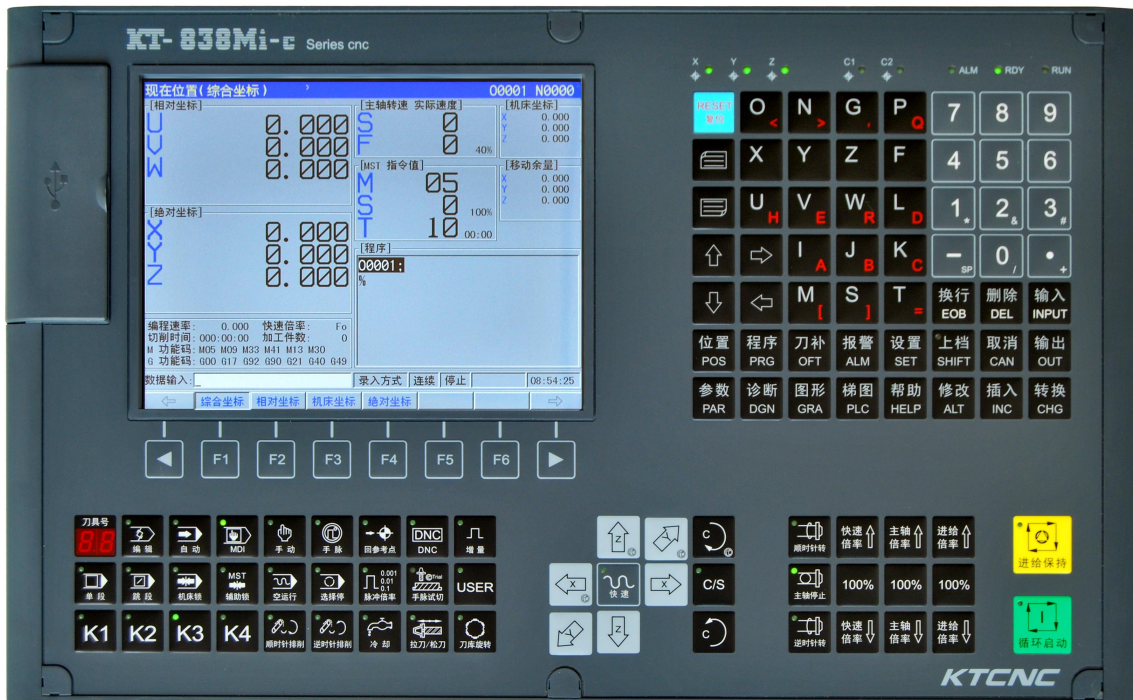 KT-838Mi-c Series cnc
现在位置(综合坐标) O0001 N0000
[相对坐标]
U 0.000
V 0.000
W 0.000
[绝对坐标]
X 0.000
Y 0.000
Z 0.000
[主轴转速 实际速度]
S 0
F 0 40%
[机床坐标]
X 0.000
Y 0.000
Z 0.000
[MST 指令值]
M 05
S 0 100%
T 10 00:00
[移动余量]
X 0.000
Y 0.000
Z 0.000
[程序]
O0001;
%
编程速率: 0.000 快速倍率: Fo
切削时间: 000:00:00 加工件数: 0
M 功能码: M05 M09 M33 M41 M13 M30
G 功能码: G00 G17 G92 G90 G21 G40 G49
数据输入:_ 录入方式 连续 停止 08:54:25
综合坐标 相对坐标 机床坐标 绝对坐标
F1 F2 F3 F4 F5 F6
X Y Z C1 C2 ALM RDY RUN
RESET 复位 O < N > G , P Q 7 8 9
X Y Z F 4 5 6
U H V E W R L D 1 * 2 & 3 #
I A J B K C - SP 0 / • +
M [ S ] T = 换行 EOB 删除 DEL 输入 INPUT
位置 POS 程序 PRG 刀补 OFT 报警 ALM 设置 SET 上档 SHIFT 取消 CAN 输出 OUT
参数 PAR 诊断 DGN 图形 GRA 梯图 PLC 帮助 HELP 修改 ALT 插入 INC 转换 CHG
刀具号 编辑 自动 MDI 手动 手脉 回参考点 DNC DNC 增量
单段 跳段 机床锁 MST 辅助锁 空运行 选择停 0.001 0.01 0.1 脉冲倍率 Trial 手脉试切 USER
K1 K2 K3 K4 顺时针排削 逆时针排削 冷却 拉刀/松刀 刀库旋转
Z Y C
X 快速 X C/S
Y Z C
顺时针转 快速倍率 主轴倍率 进给倍率
主轴停止 100% 100% 100%
逆时针转 快速倍率 主轴倍率 进给倍率
进给保持
循环启动
KTCNC